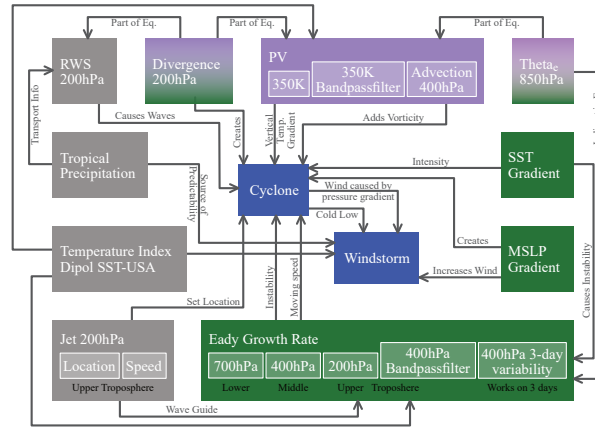 Part of Eq.
Part of Eq.
Part of Eq.
RWS
200hPa
Divergence
200hPa
PV
350K
350K
Bandpassfilter
Advection
400hPa
Theta_e
850hPa
Transport Info
Causes Waves
Creates
Vertical
Temp.
Gradient
Adds Vorticity
Tropical
Precipitation
Source of
Predictability
Cyclone
Intensity
SST
Gradient
Wind caused by
pressure gradient
Cold Low
Temperature Index
Dipol SST-USA
Windstorm
Creates
MSLP
Gradient
Increases Wind
Causes Instability
Set Location
Instability
Moving speed
Jet 200hPa
Location
Speed
Upper Troposphere
Eady Growth Rate
700hPa
400hPa
200hPa
400hPa
Bandpassfilter
400hPa 3-day
variability
Lower
Middle
Upper
Troposhere
Works on 3 days
Wave Guide